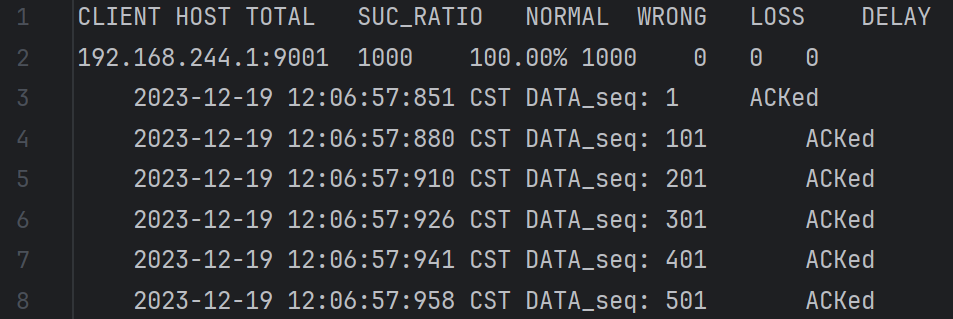 1 CLIENT HOST TOTAL SUC_RATIO NORMAL WRONG LOSS DELAY
2 192.168.244.1:9001 1000 100.00% 1000 0 0 0
3 2023-12-19 12:06:57:851 CST DATA_seq: 1 ACKed
4 2023-12-19 12:06:57:880 CST DATA_seq: 101 ACKed
5 2023-12-19 12:06:57:910 CST DATA_seq: 201 ACKed
6 2023-12-19 12:06:57:926 CST DATA_seq: 301 ACKed
7 2023-12-19 12:06:57:941 CST DATA_seq: 401 ACKed
8 2023-12-19 12:06:57:958 CST DATA_seq: 501 ACKed